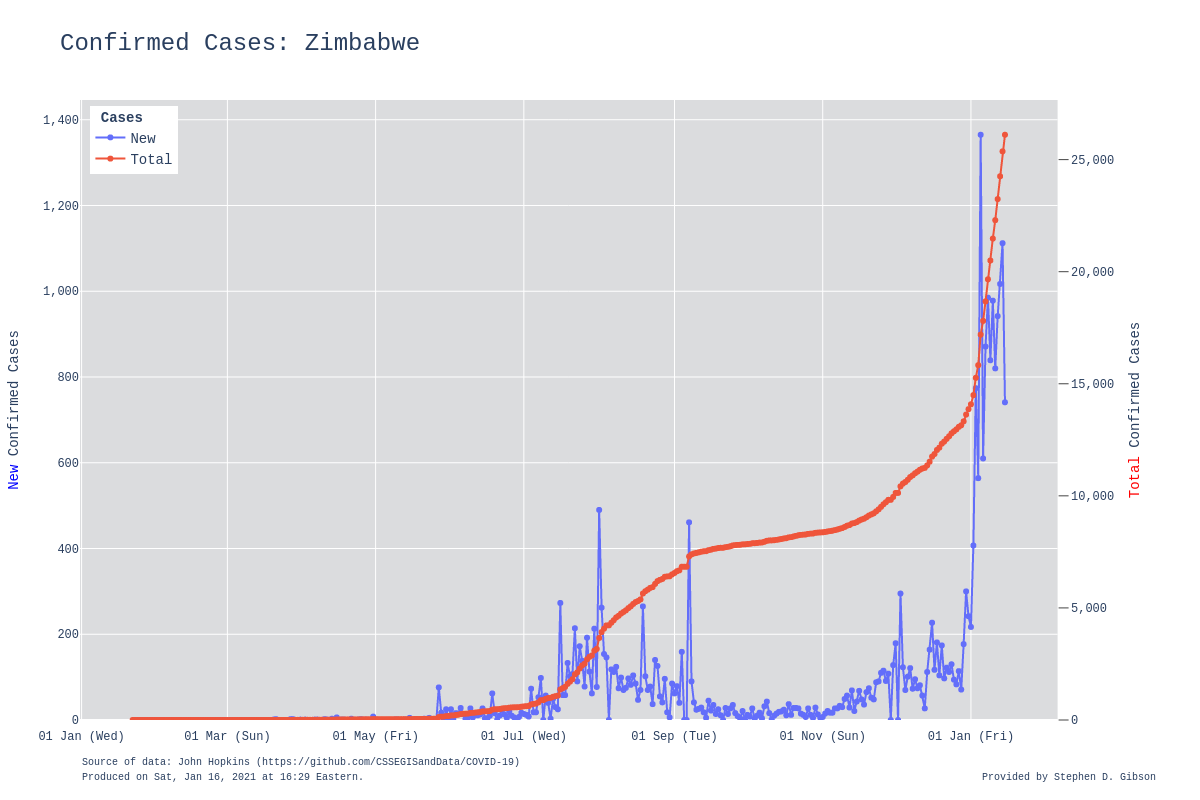 Confirmed Cases: Zimbabwe
Cases
New
Total
1,400
1,200
1,000
800
600
400
200
0
25,000
20,000
15,000
10,000
5,000
0
New Confirmed Cases
Total Confirmed Cases
01 Jan (Wed) 01 Mar (Sun) 01 May (Fri) 01 Jul (Wed) 01 Sep (Tue) 01 Nov (Sun) 01 Jan (Fri)
Source of data: John Hopkins (https://github.com/CSSEGISandData/COVID-19)
Produced on Sat, Jan 16, 2021 at 16:29 Eastern.
Provided by Stephen D. Gibson